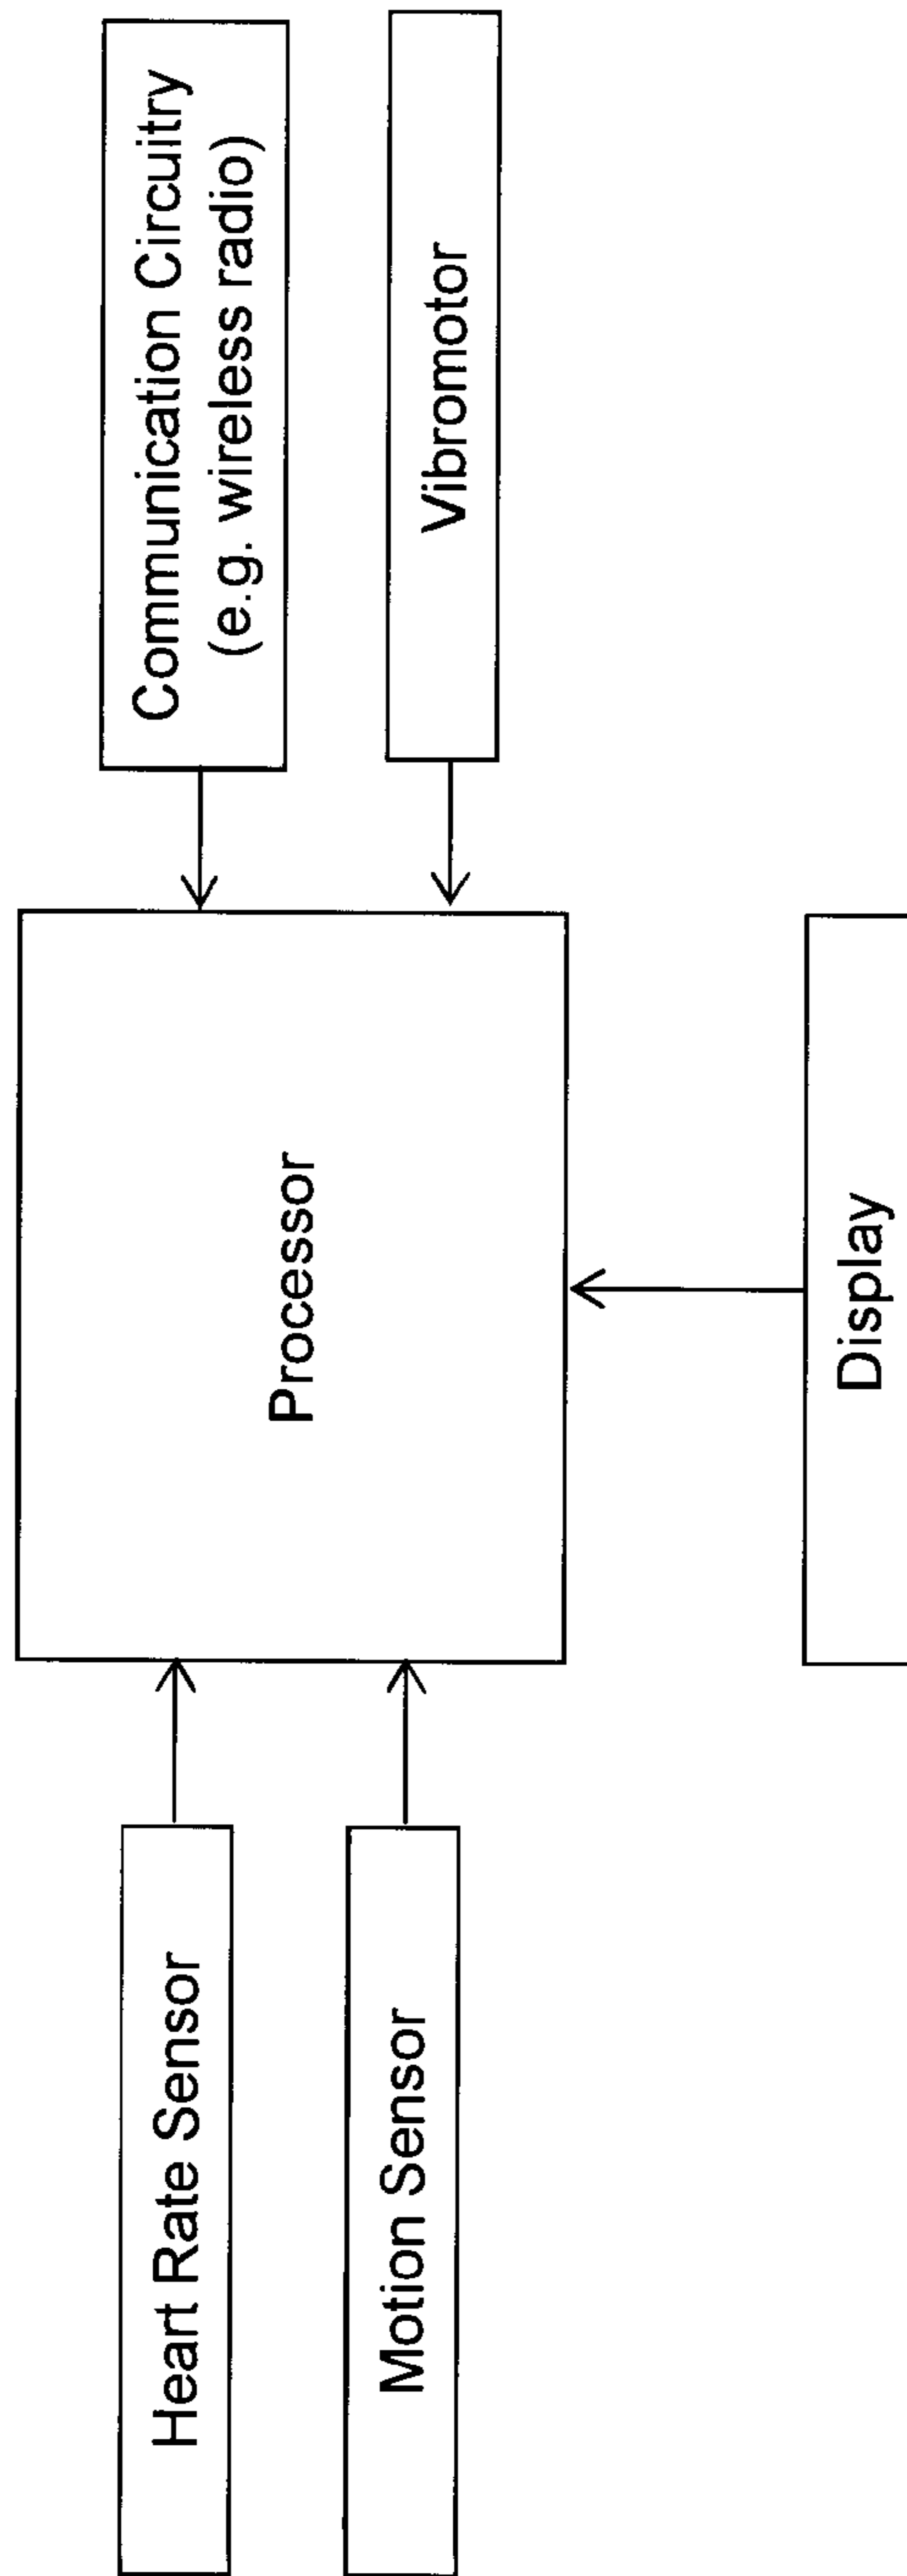 Heart Rate Sensor
Motion Sensor
Processor
Communication Circuitry
(e.g. wireless radio)
Vibromotor
Display